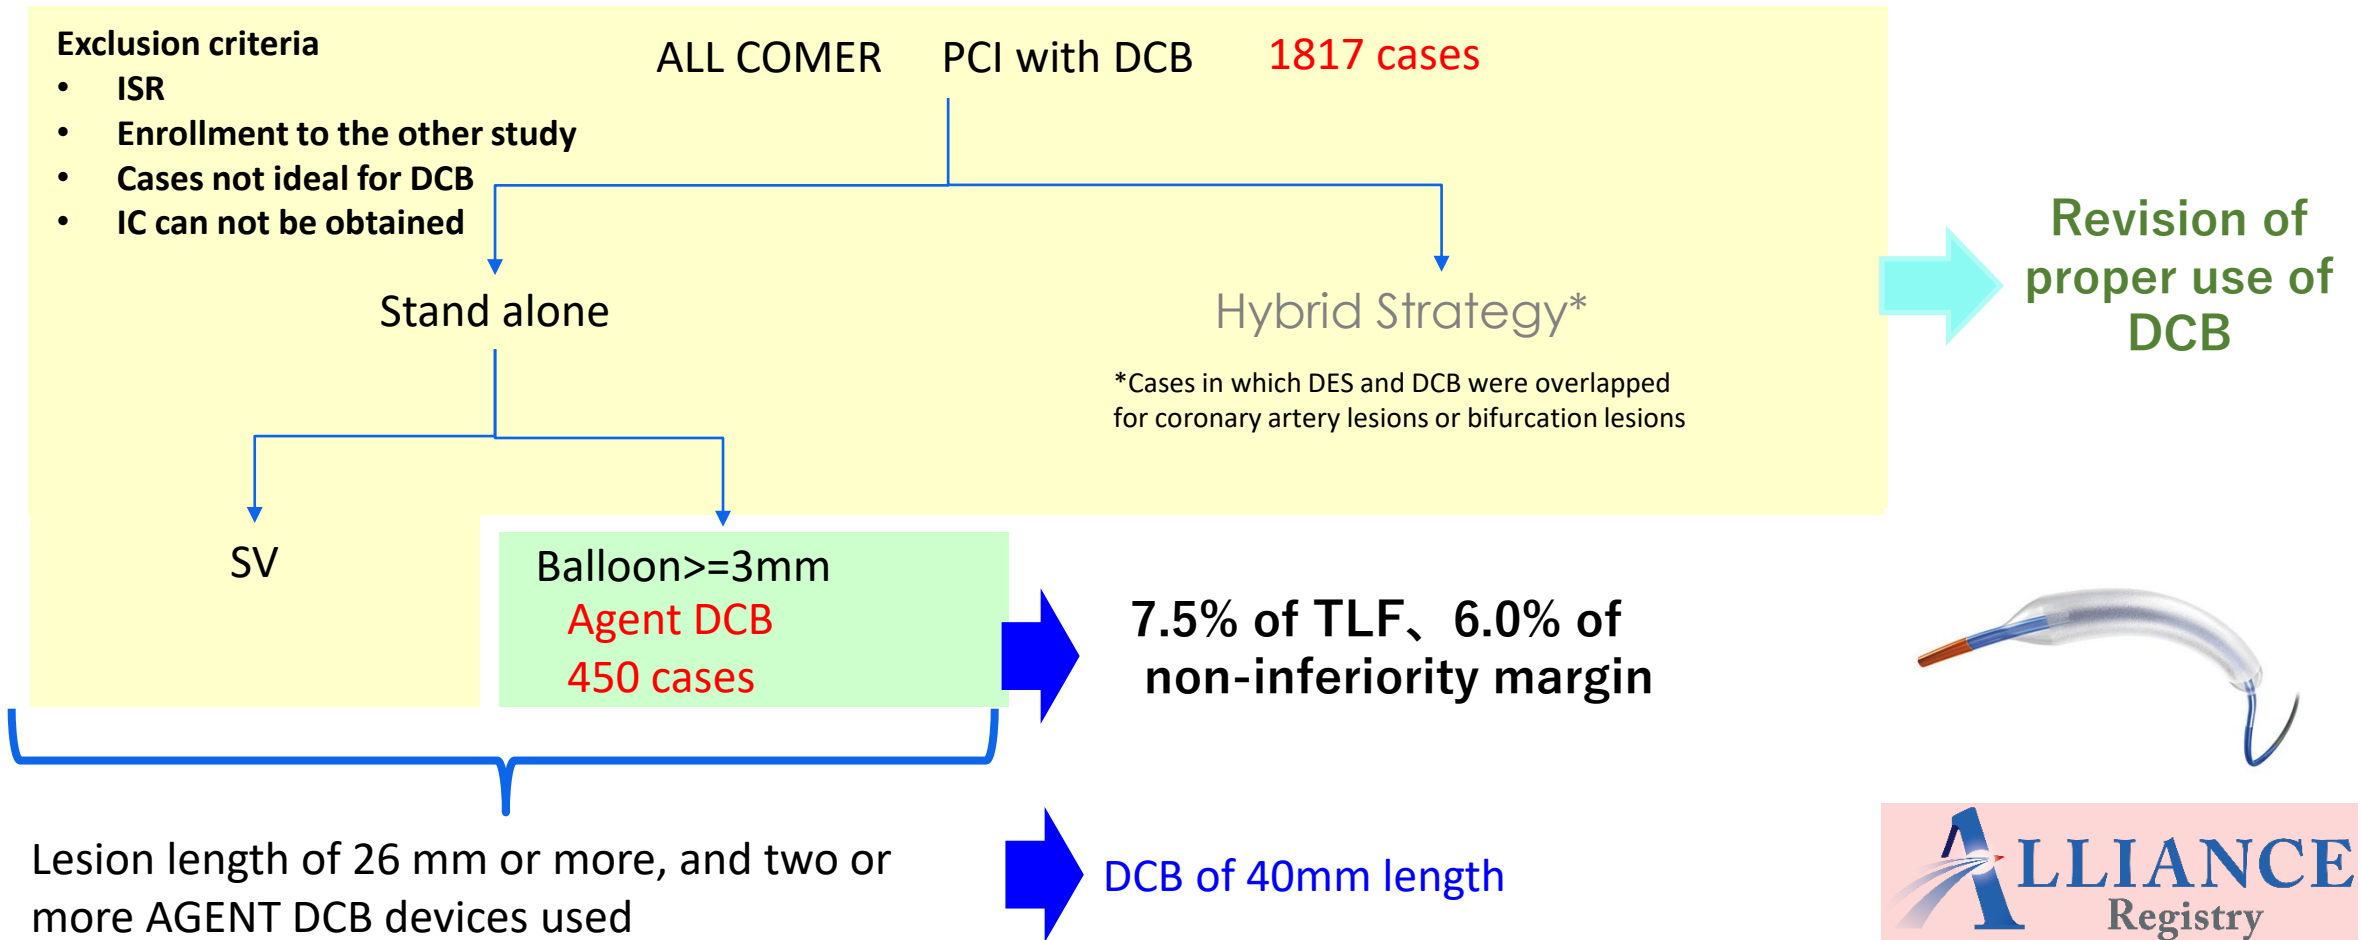 Exclusion criteria
• ISR
• Enrollment to the other study
• Cases not ideal for DCB
• IC can not be obtained
ALL COMER PCI with DCB 1817 cases
Stand alone
Hybrid Strategy*
*Cases in which DES and DCB were overlapped
for coronary artery lesions or bifurcation lesions
Revision of
proper use of
DCB
SV
Balloon>=3mm
Agent DCB
450 cases
7.5% of TLF、6.0% of
non-inferiority margin
Lesion length of 26 mm or more, and two or
more AGENT DCB devices used
DCB of 40mm length
ALLIANCE
Registry